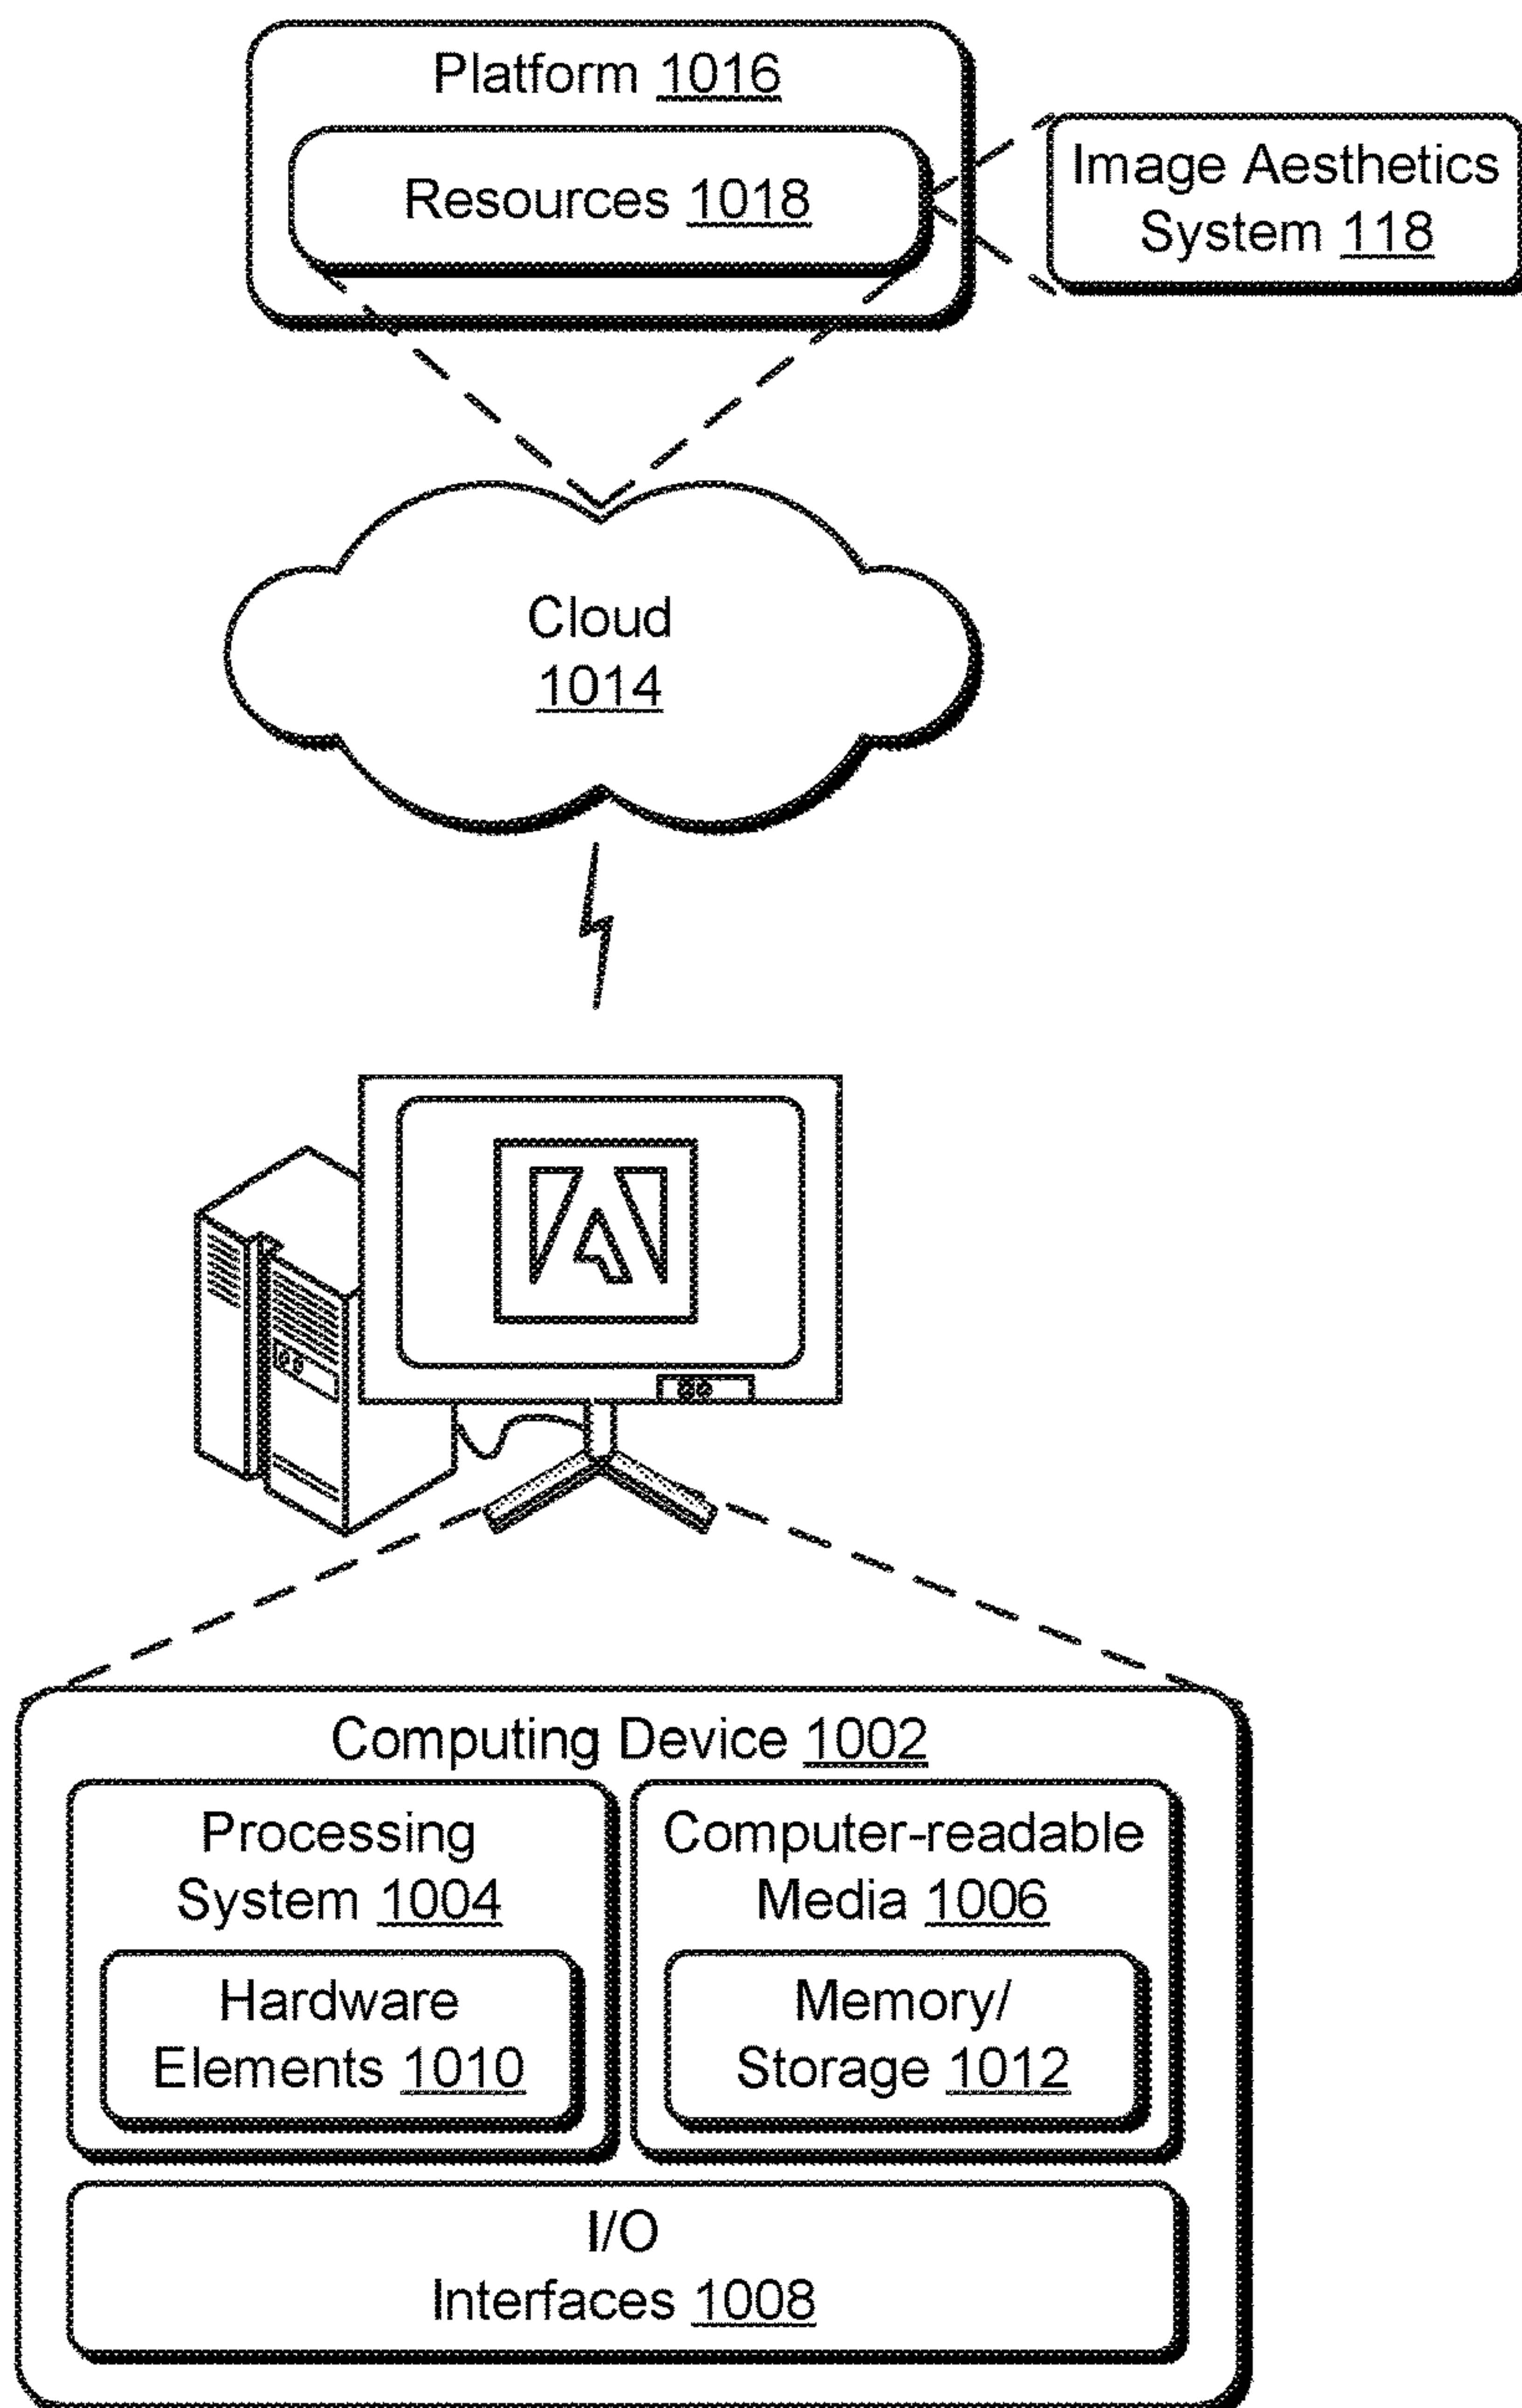 Platform 1016
Resources 1018
Image Aesthetics
System 118
Cloud
1014
Computing Device 1002
Processing
System 1004
Hardware
Elements 1010
Computer-readable
Media 1006
Memory/
Storage 1012
I/O
Interfaces 1008